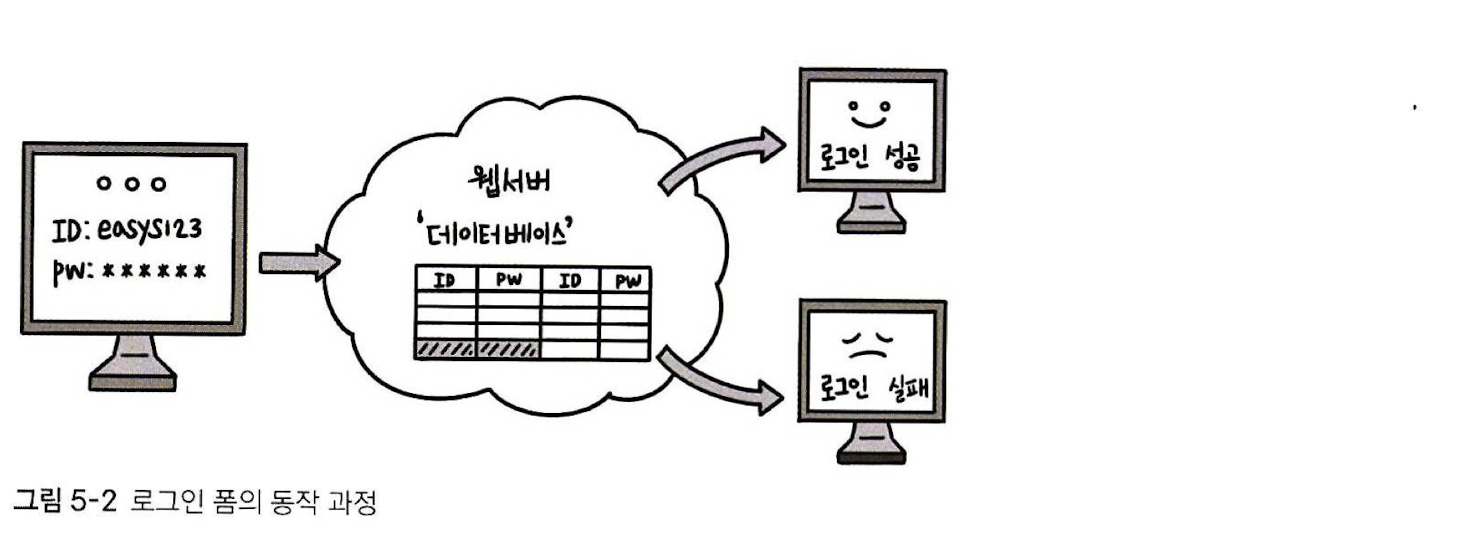 ID: easys123
PW: ******
웹서버
'데이터베이스'
ID PW ID PW
로그인 성공
로그인 실패
그림 5-2 로그인 폼의 동작 과정